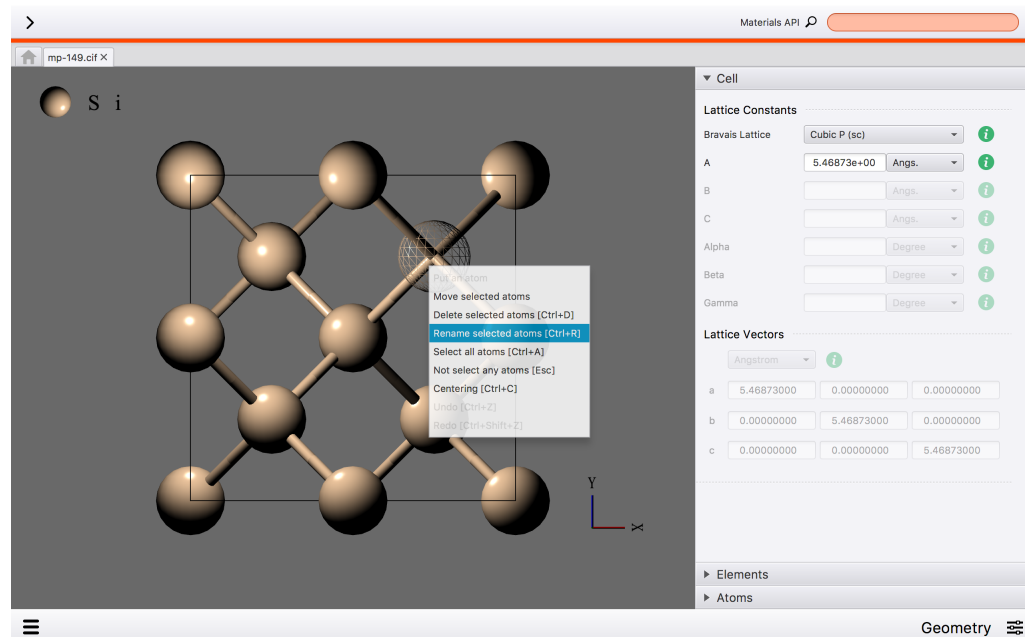 Materials API
mp-149.cif ×
S i
Put an atom
Move selected atoms
Delete selected atoms [Ctrl+D]
Rename selected atoms [Ctrl+R]
Select all atoms [Ctrl+A]
Not select any atoms [Esc]
Centering [Ctrl+C]
Undo [Ctrl+Z]
Redo [Ctrl+Shift+Z]
Y
X
Cell
Lattice Constants
Bravais Lattice Cubic P (sc) i
A 5.46873e+00 Angs. i
B Angs. i
C Angs. i
Alpha Degree i
Beta Degree i
Gamma Degree i
Lattice Vectors
Angstrom i
a 5.46873000 0.00000000 0.00000000
b 0.00000000 5.46873000 0.00000000
c 0.00000000 0.00000000 5.46873000
Elements
Atoms
Geometry